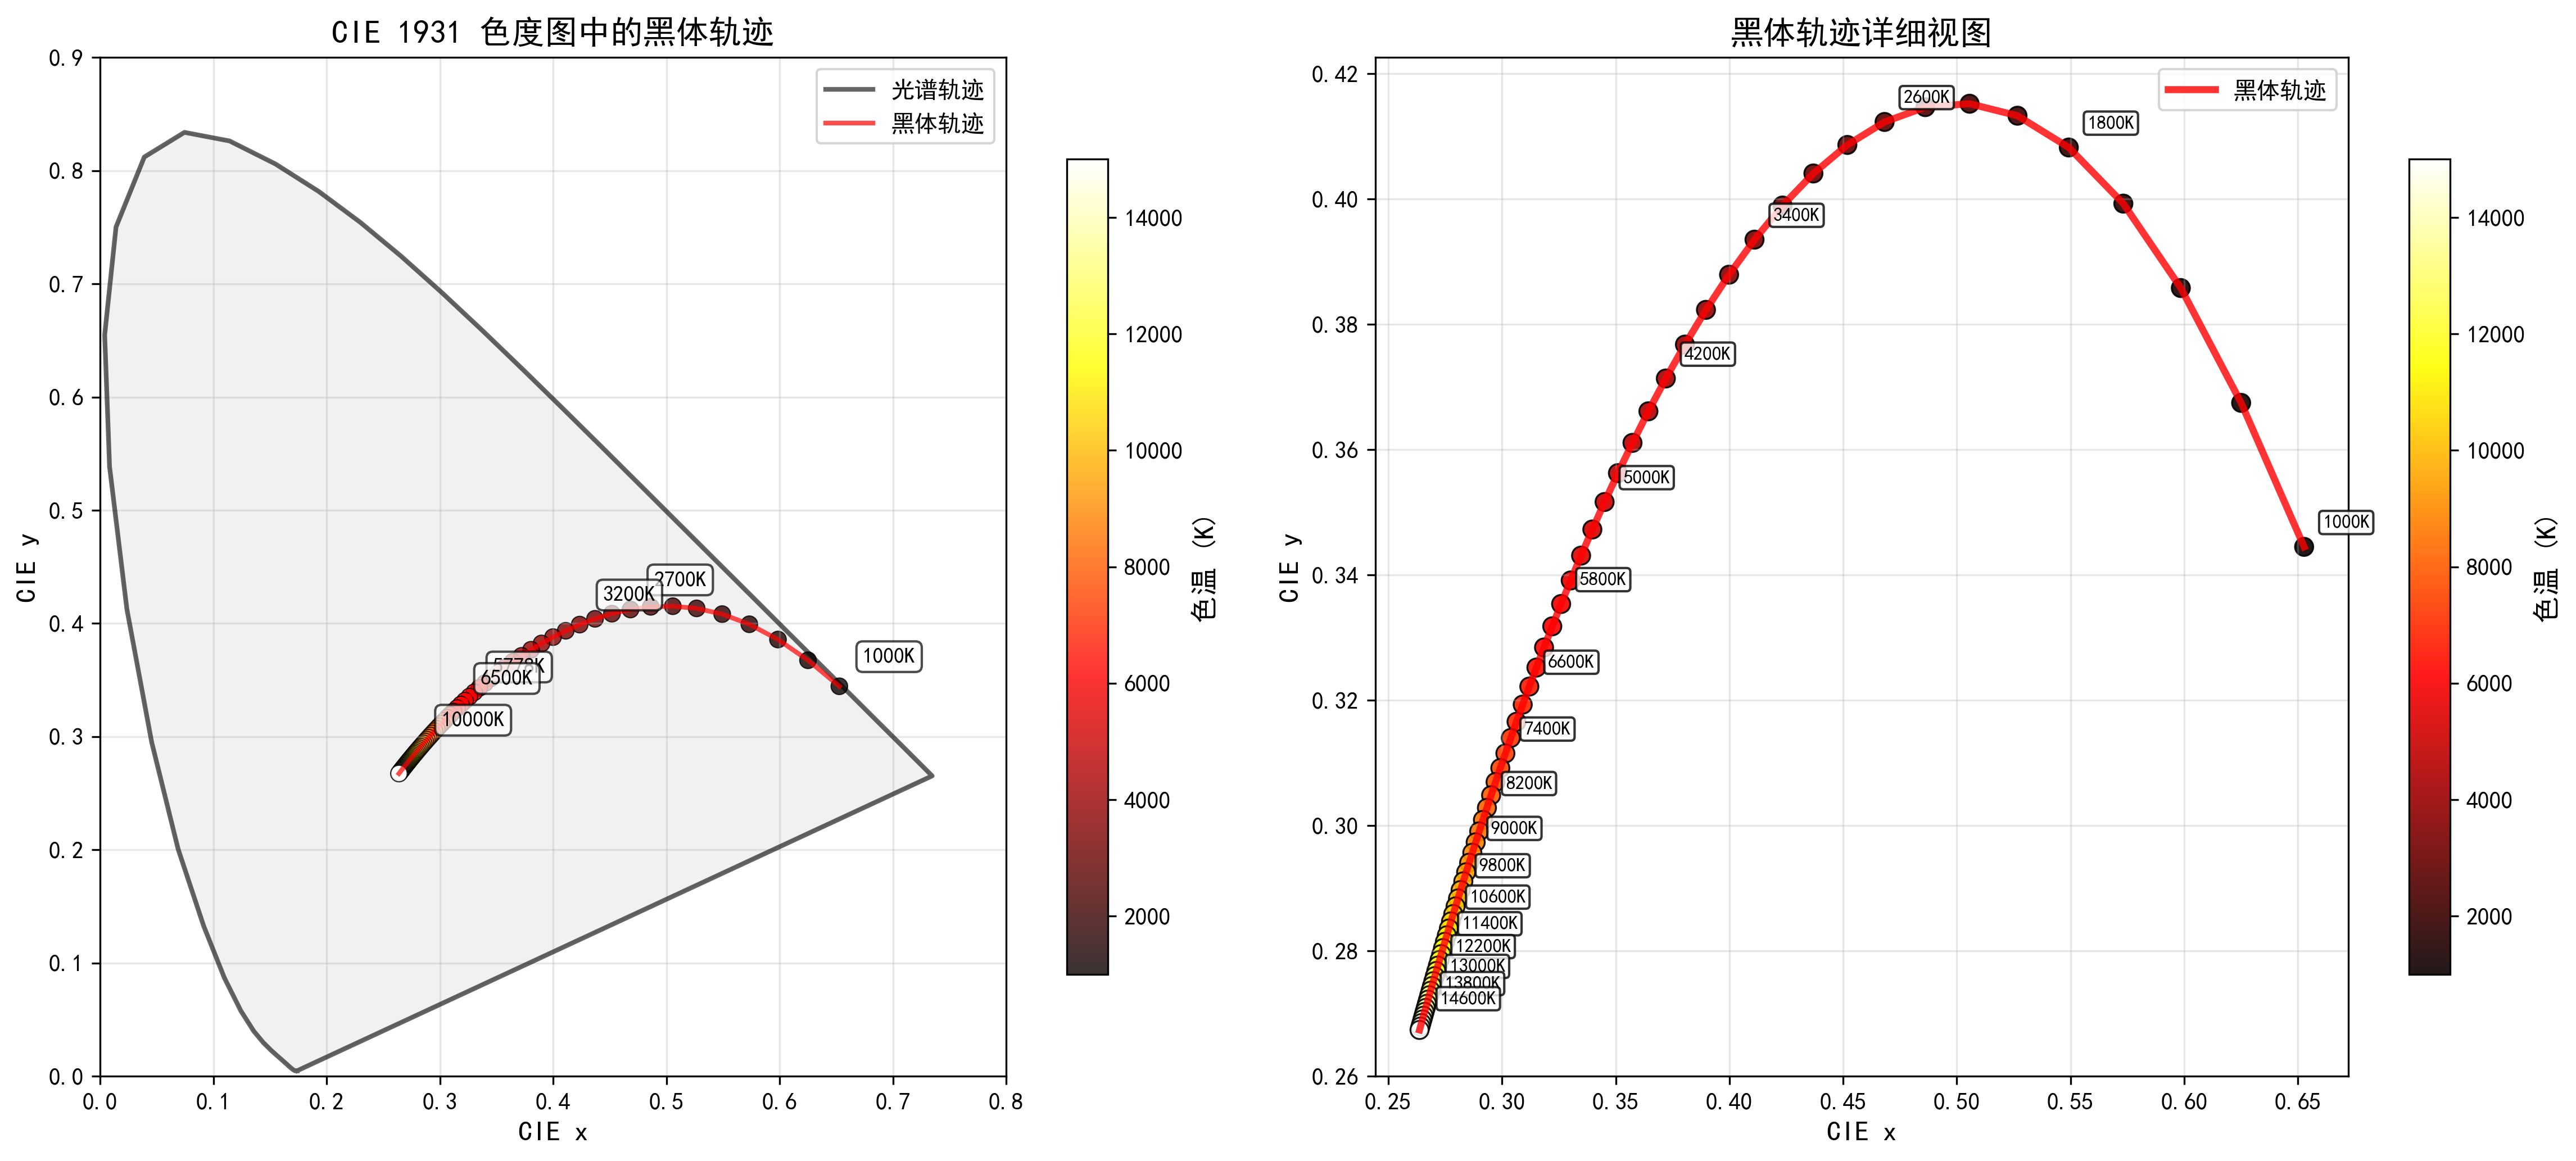 CIE 1931 色度图中的黑体轨迹
光谱轨迹
黑体轨迹
0.9
0.8
0.7
0.6
0.5
0.4
0.3
0.2
0.1
0.0
CIE y
2700K
3200K
1000K
5778K
6500K
10000K
0.0 0.1 0.2 0.3 0.4 0.5 0.6 0.7 0.8
CIE x
14000
12000
10000
8000
6000
4000
2000
色温 (K)
黑体轨迹详细视图
黑体轨迹
0.42
0.40
0.38
0.36
0.34
0.32
0.30
0.28
0.26
CIE y
2600K
1800K
3400K
4200K
5000K
1000K
5800K
6600K
7400K
8200K
9000K
9800K
10600K
11400K
12200K
13000K
13800K
14600K
0.25 0.30 0.35 0.40 0.45 0.50 0.55 0.60 0.65
CIE x
14000
12000
10000
8000
6000
4000
2000
色温 (K)